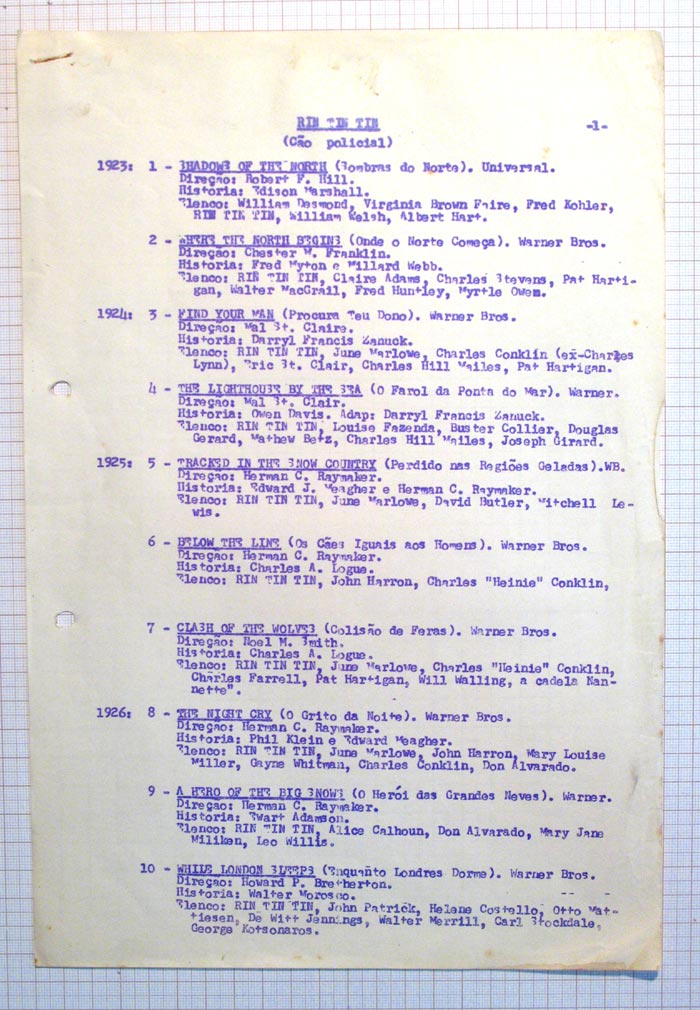 RIN TIN TIN -1-
(Cão policial)
1923: 1 - SHADOWS OF THE NORTH (Sombras do Norte). Universal.
Direção: Robert F. Hill.
Historia: Edison Marshall.
Elenco: William Desmond, Virginia Brown Faire, Fred Kohler,
RIN TIN TIN, William Welsh, Albert Hart.
2 - WHERE THE NORTH BEGINS (Onde o Norte Começa). Warner Bros.
Direção: Chester W. Franklin.
Historia: Fred Myton e Millard Webb.
Elenco: RIN TIN TIN, Claire Adams, Charles Stevens, Pat Harti-
gan, Walter MacGrail, Fred Huntley, Myrtle Owen.
1924: 3 - FIND YOUR MAN (Procura Teu Dono). Warner Bros.
Direção: Mal St. Claire.
Historia: Darryl Francis Zanuck.
Elenco: RIN TIN TIN, June Marlowe, Charles Conklin (ex-Charles
Lynn), Eric St. Clair, Charles Hill Mailes, Pat Hartigan.
4 - THE LIGHTHOUSE BY THE SEA (O Farol da Ponta do Mar). Warner.
Direção: Mal St. Clair.
Historia: Owen Davis. Adap: Darryl Francis Zanuck.
Elenco: RIN TIN TIN, Louise Fazenda, Buster Collier, Douglas
Gerard, Mathew Betz, Charles Hill Mailes, Joseph Girard.
1925: 5 - TRACKED IN THE SNOW COUNTRY (Perdido nas Regiões Geladas).WB.
Direção: Herman C. Raymaker.
Historia: Edward J. Meagher e Herman C. Raymaker.
Elenco: RIN TIN TIN, June Marlowe, David Butler, Mitchell Le-
wis.
6 - BELOW THE LINE (Os Cães Iguais aos Homens). Warner Bros.
Direção: Herman C. Raymaker.
Historia: Charles A. Logue.
Elenco: RIN TIN TIN, John Harron, Charles "Heinie" Conklin,
7 - CLASH OF THE WOLVES (Colisão de Feras). Warner Bros.
Direção: Noel M. Smith.
Historia: Charles A. Logue.
Elenco: RIN TIN TIN, June Marlowe, Charles "Heinie" Conklin,
Charles Farrell, Pat Hartigan, Will Walling, a cadela Nan-
nette".
1926: 8 - THE NIGHT CRY (O Grito da Noite). Warner Bros.
Direção: Herman C. Raymaker.
Historia: Phil Klein e Edward Meagher.
Elenco: RIN TIN TIN, June Marlowe, John Harron, Mary Louise
Miller, Gayne Whitman, Charles Conklin, Don Alvarado.
9 - A HERO OF THE BIG SNOWS (O Herói das Grandes Neves). Warner.
Direção: Herman C. Raymaker.
Historia: Ewart Adamson.
Elenco: RIN TIN TIN, Alice Calhoun, Don Alvarado, Mary Jane
Miliken, Leo Willis.
10 - WHILE LONDON SLEEPS (Enquanto Londres Dorme). Warner Bros.
Direção: Howard P. Bretherton.
Historia: Walter Morosco.
Elenco: RIN TIN TIN, John Patrick, Helene Costello, Otto Mat-
tiesen, De Witt Jennings, Walter Merrill, Carl Stockdale,
George Kotsonaros.